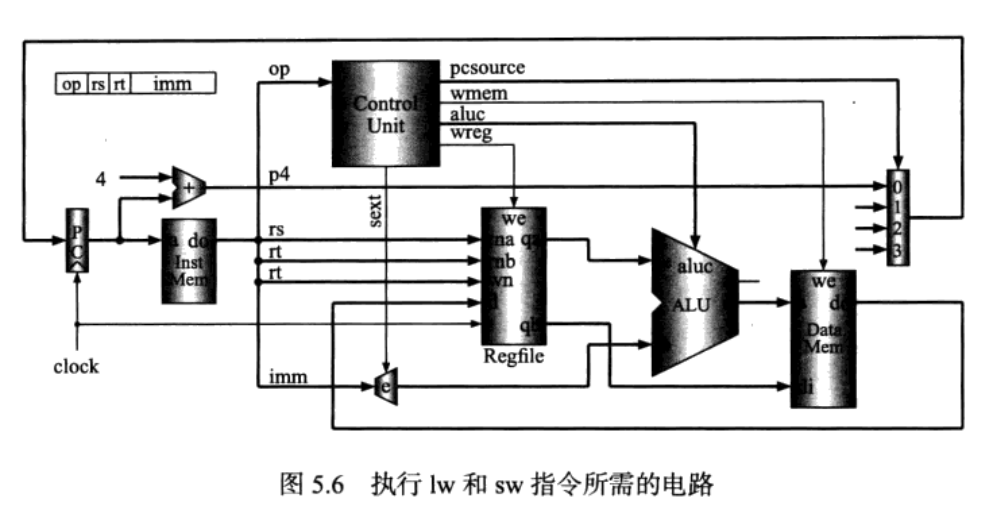 op rs rt imm
op
Control
Unit
pcsource
wmem
aluc
wreg
4
+
p4
sext
PC
a do
Inst
Mem
rs
rt
rt
we
na
nb
wn
d
qb
Regfile
aluc
ALU
we
Data
Mem
di
0
1
2
3
clock
imm
e
图 5.6 执行 lw 和 sw 指令所需的电路